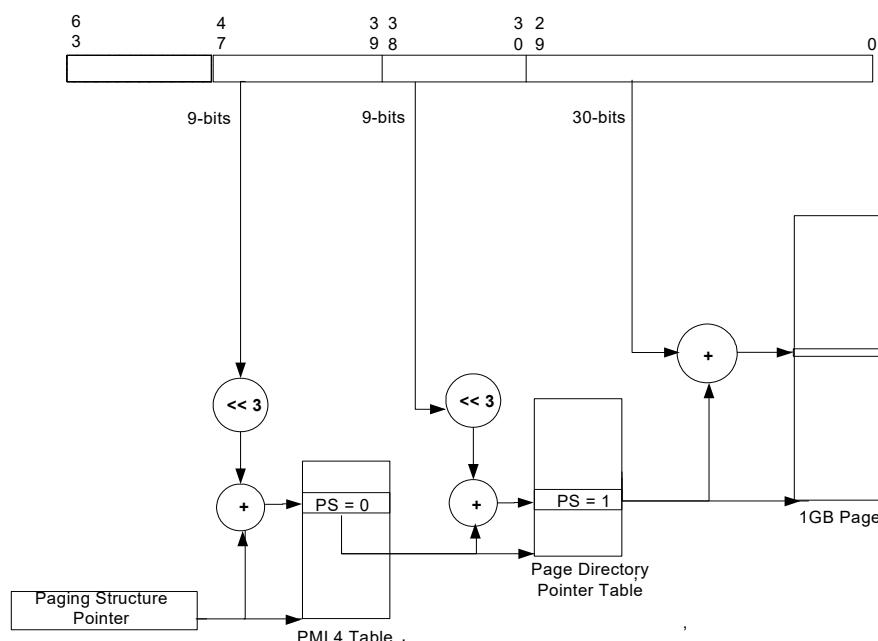 6 4 3 3 3 2
3 7 9 8 0 9 0
9-bits 9-bits 30-bits
+
<< 3 << 3
PS = 0 + PS = 1
+
1GB Page
Page Directory
Pointer Table
Paging Structure
Pointer
PML4 Table